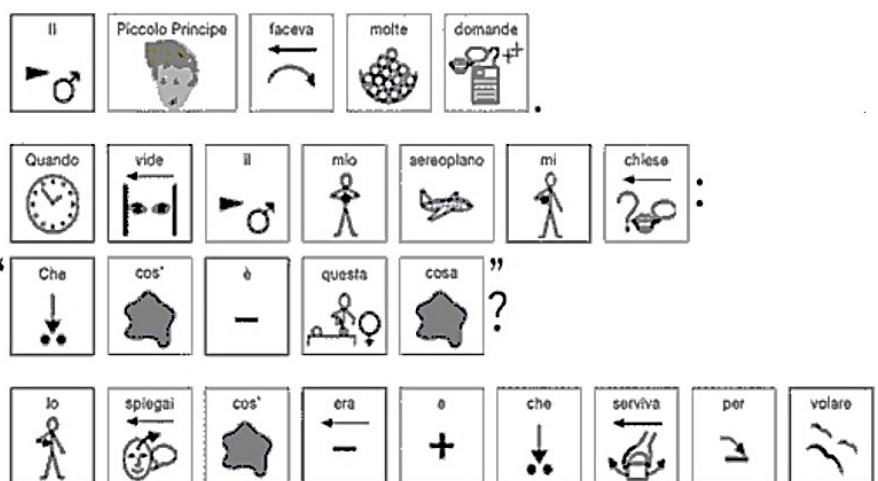 Il Piccolo Principe faceva molte domande.
Quando vide il mio aereoplano mi chiese:
“Che cos' è questa cosa”?
Io spiegai cos' era e che serviva per volare